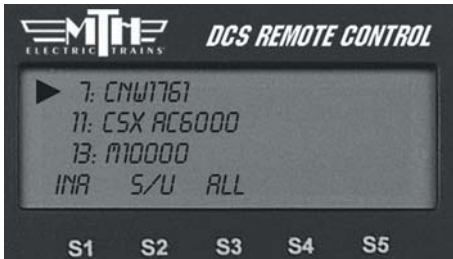 MTH
ELECTRIC TRAINS
DCS REMOTE CONTROL
7: CNW1761
11: CSX AC6000
13: M10000
INA S/U ALL
S1 S2 S3 S4 S5